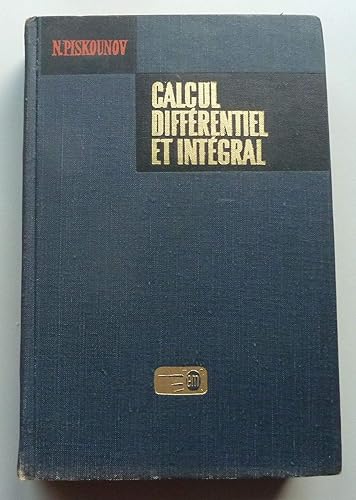 N. PISKOUNOV
CALCUL
DIFFÉRENTIEL
ET INTÉGRAL